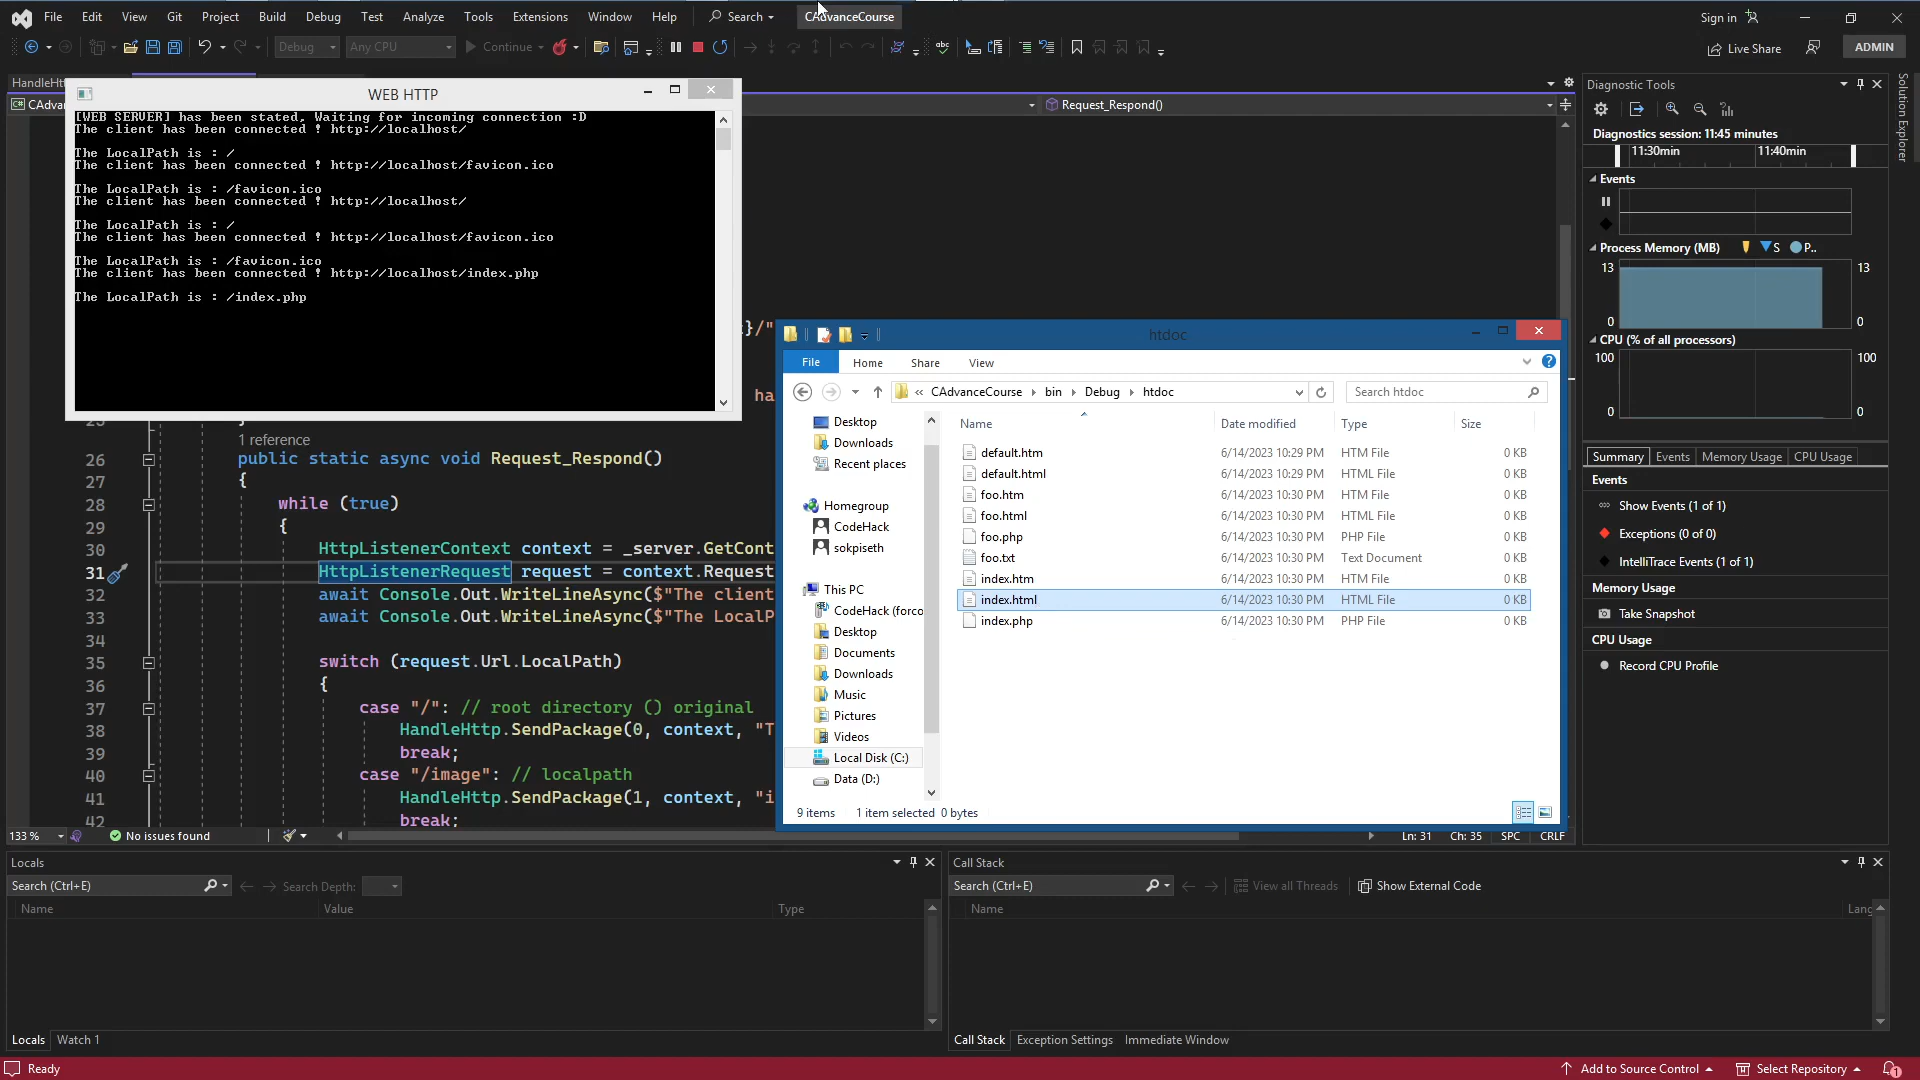 File Edit View Git Project Build Debug Test Analyze Tools Extensions Window Help Search CAdvanceCourse Sign in
Debug Any CPU Continue Live Share ADMIN
WEB HTTP
[WEB SERVER] has been stated, Waiting for incoming connection :D
The client has been connected ! http://localhost/
The LocalPath is : /
The client has been connected ! http://localhost/favicon.ico
The LocalPath is : /favicon.ico
The client has been connected ! http://localhost/
The LocalPath is : /
The client has been connected ! http://localhost/favicon.ico
The LocalPath is : /favicon.ico
The client has been connected ! http://localhost/index.php
The LocalPath is : /index.php
HandleHt
CAdva
Request_Respond()
}/"
ha
1 reference
26 public static async void Request_Respond()
27 {
28 while (true)
29 {
30 HttpListenerContext context = _server.GetCont
31 HttpListenerRequest request = context.Request
32 await Console.Out.WriteLineAsync($"The client
33 await Console.Out.WriteLineAsync($"The LocalP
34
35 switch (request.Url.LocalPath)
36 {
37 case "/": // root directory () original
38 HandleHttp.SendPackage(0, context, "T
39 break;
40 case "/image": // localpath
41 HandleHttp.SendPackage(1, context, "i
42 break;
133 % No issues found Ln: 31 Ch: 35 SPC CRLF
htdoc
File Home Share View
« CAdvanceCourse bin Debug htdoc Search htdoc
Desktop
Downloads
Recent places
Homegroup
CodeHack
sokpiseth
This PC
CodeHack (forco
Desktop
Documents
Downloads
Music
Pictures
Videos
Local Disk (C:)
Data (D:)
Name Date modified Type Size
default.htm 6/14/2023 10:29 PM HTM File 0 KB
default.html 6/14/2023 10:29 PM HTML File 0 KB
foo.htm 6/14/2023 10:30 PM HTM File 0 KB
foo.html 6/14/2023 10:30 PM HTML File 0 KB
foo.php 6/14/2023 10:30 PM PHP File 0 KB
foo.txt 6/14/2023 10:30 PM Text Document 0 KB
index.htm 6/14/2023 10:30 PM HTM File 0 KB
index.html 6/14/2023 10:30 PM HTML File 0 KB
index.php 6/14/2023 10:30 PM PHP File 0 KB
9 items 1 item selected 0 bytes
Diagnostic Tools
Diagnostics session: 11:45 minutes
11:30min 11:40min
Events
Process Memory (MB) S P..
13 13
0 0
CPU (% of all processors)
100 100
0 0
Summary Events Memory Usage CPU Usage
Events
Show Events (1 of 1)
Exceptions (0 of 0)
IntelliTrace Events (1 of 1)
Memory Usage
Take Snapshot
CPU Usage
Record CPU Profile
Solution Explorer
Locals
Search (Ctrl+E) Search Depth:
Name Value Type
Locals Watch 1
Call Stack
Search (Ctrl+E) View all Threads Show External Code
Name Lang
Call Stack Exception Settings Immediate Window
Ready Add to Source Control Select Repository 1